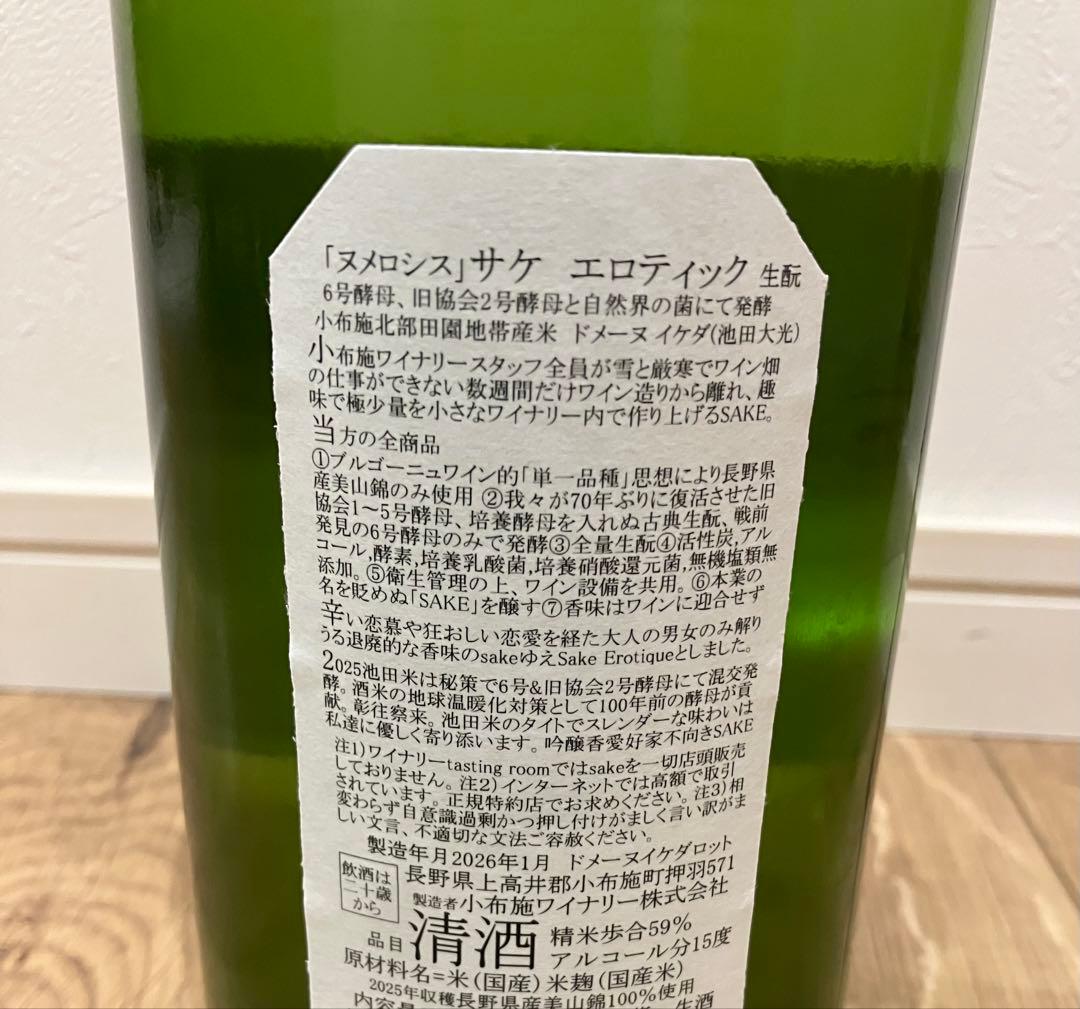 「ヌメロシス」サケ エロティック 生酛
6号酵母、旧協会2号酵母と自然界の菌にて発酵
小布施北部田園地帯産米 ドメーヌ イケダ(池田大光)
小布施ワイナリースタッフ全員が雪と厳寒でワイン畑
の仕事ができない数週間だけワイン造りから離れ、趣
味で極少量を小さなワイナリー内で作り上げるSAKE。
当方の全商品
①ブルゴーニュワイン的「単一品種」思想により長野県
産美山錦のみ使用 ②我々が70年ぶりに復活させた旧
協会1～5号酵母、培養酵母を入れぬ古典生酛、戦前
発見の6号酵母のみで発酵③全量生酛④活性炭,アル
コール,酵素,培養乳酸菌,培養硝酸還元菌,無機塩類無
添加。⑤衛生管理の上、ワイン設備を共用。⑥本業の
名を貶めぬ「SAKE」を醸す⑦香味はワインに迎合せず
辛い恋慕や狂おしい恋愛を経た大人の男女のみ解り
うる退廃的な香味のsakeゆえSake Erotiqueとしました。
2025池田米は秘策で6号&旧協会2号酵母にて混交発
酵。酒米の地球温暖化対策として100年前の酵母が貢
献。彰往察来。池田米のタイトでスレンダーな味わいは
私達に優しく寄り添います。吟醸香愛好家不向きSAKE
注1)ワイナリーtasting roomではsakeを一切店頭販売
しておりません。注2)インターネットでは高額で取引
されています。正規特約店でお求めください。注3)相
変わらず自意識過剰かつ押し付けがましく言い訳がま
しい文言、不適切な文法ご容赦ください。
製造年月2026年1月 ドメーヌイケダロット
飲酒は
二十歳
から
長野県上高井郡小布施町押羽571
製造者 小布施ワイナリー株式会社
品目 清酒 精米歩合59%
アルコール分15度
原材料名=米(国産)米麹(国産米)
2025年収穫長野県産美山錦100%使用
内容量 生酒